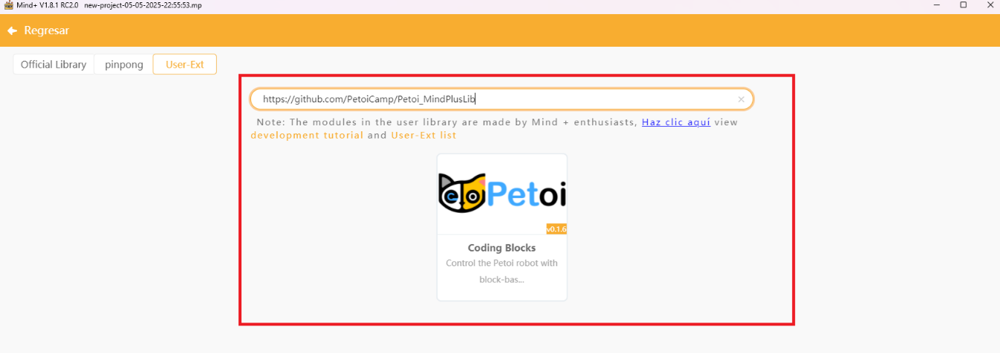 Mind+ V1.8.1 RC2.0 new-project-05-05-2025-22:55:53.mp
Regresar
Official Library pinpong User-Ext
https://github.com/PetoiCamp/Petoi_MindPlusLib
Note: The modules in the user library are made by Mind + enthusiasts, Haz clic aquí view
development tutorial and User-Ext list
Petoi
v0.1.6
Coding Blocks
Control the Petoi robot with
block-bas...